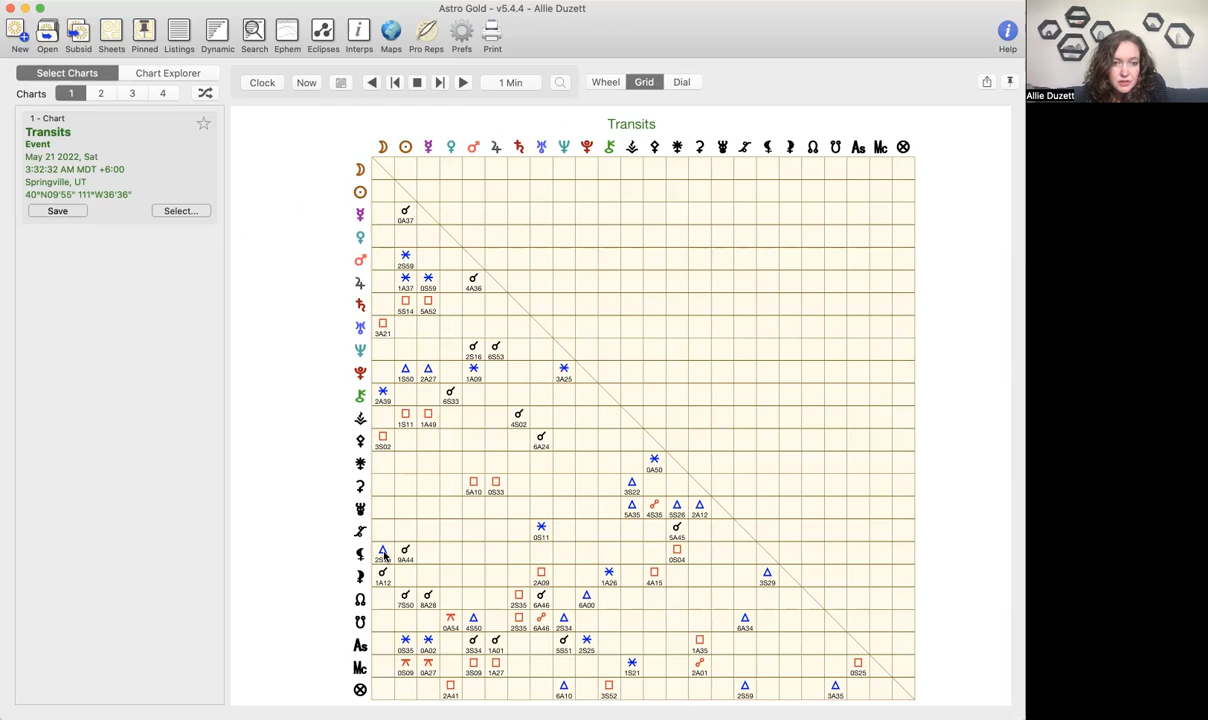 Astro Gold - v5.4.4 - Allie Duzett
New Open Subsid Sheets Pinned Listings Dynamic Search Ephem Eclipses Interps Maps Pro Reps Prefs Print Help
Select Charts Chart Explorer
Charts 1 2 3 4
Clock Now 1 Min Wheel Grid Dial
Allie Duzett
1 - Chart
Transits
Event
May 21 2022, Sat
3:32:32 AM MDT +6:00
Springville, UT
40°N09'55" 111°W36'36"
Save Select...
Transits
As Mc
0A37
2S59
1A37 0S59 4A36
5S14 5A52
3A21
2S16 6S53
1S50 2A27 1A09 3A25
2A39 6S33
1S11 1A49 4S02
3S02 6A24
0A50
5A10 0S33 3S22
5A35 4S35 5S26 2A12
0S11 5A45
9A44 0S04
1A12 2A09 1A26 4A15 3S29
7S50 8A28 2S35 6A46 6A00
0A54 4S50 2S35 6A46 2S34 6A34
As 0S35 0A02 3S34 1A01 5S51 2S25 1A35
Mc 0S09 0A27 3S09 1A27 1S21 2A01 0S25
2A41 6A10 3S52 2S59 3A35